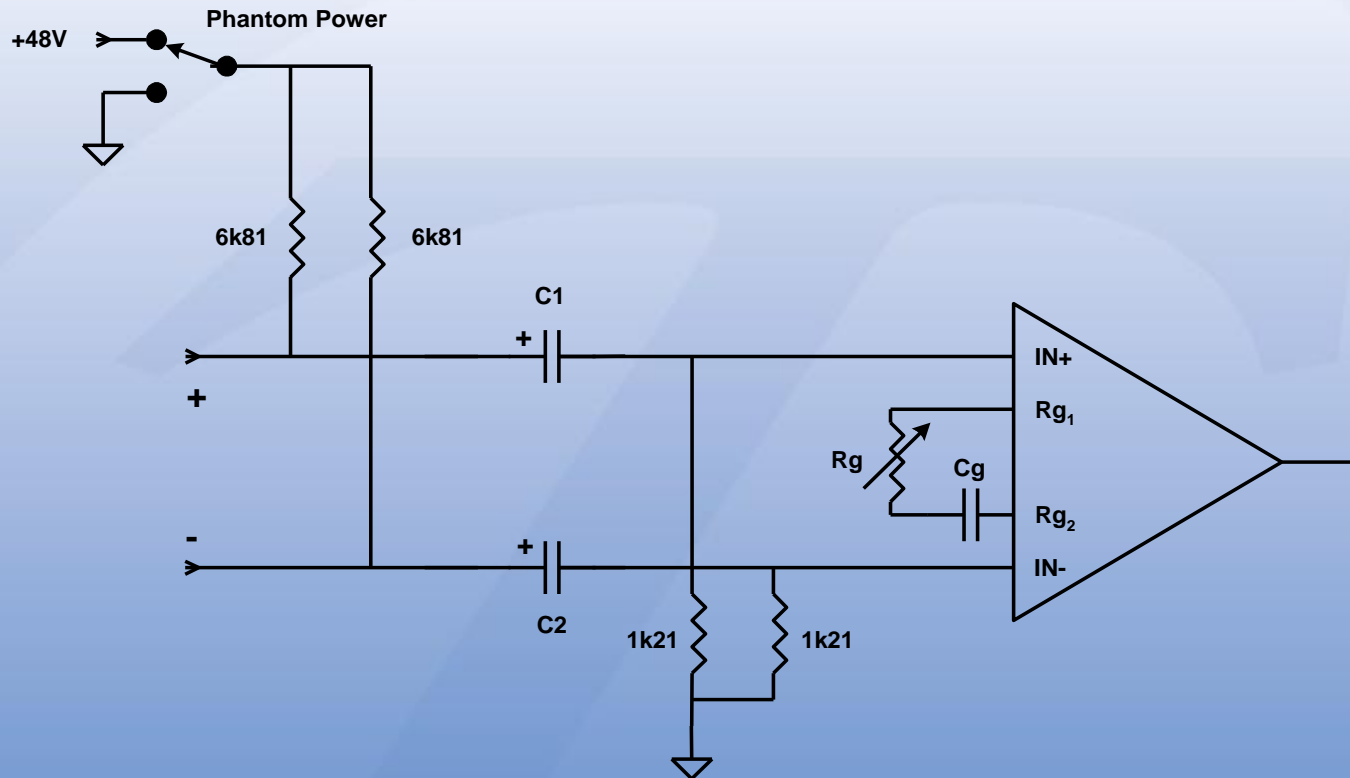 Phantom Power
+48V
6k81
6k81
C1
+
+
-
+
C2
IN+
Rg1
Rg
Cg
Rg2
IN-
1k21
1k21